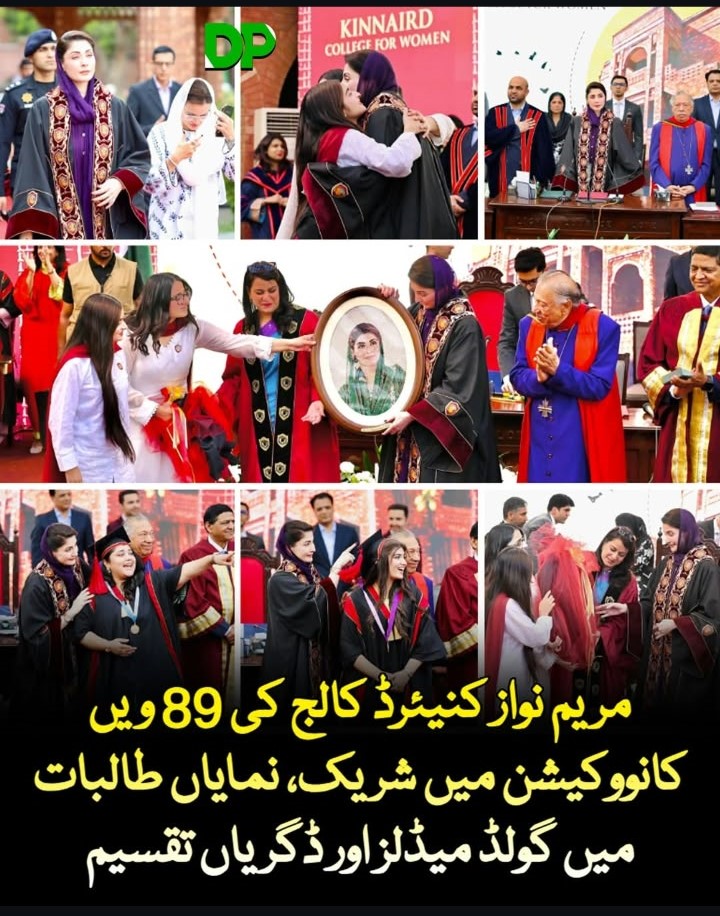 DP
KINNAIRD
COLLEGE FOR WOMEN
مریم نواز کنیئرڈ کالج کی 89 ویں
کانووکیشن میں شریک، نمایاں طالبات
میں گولڈ میڈلز اور ڈگریاں تقسیم